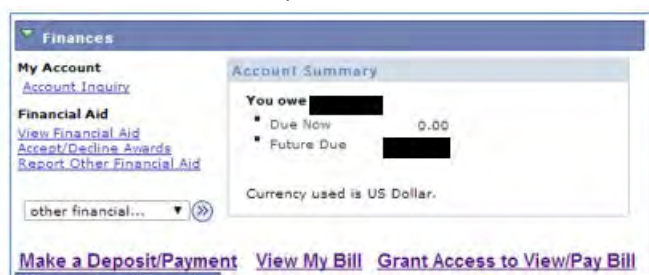 Finances
My Account
Account Inquiry
Financial Aid
View Financial Aid
Accept/Decline Awards
Report Other Financial Aid
other financial...
Account Summary
You owe
Due Now 0.00
Future Due
Currency used is US Dollar.
Make a Deposit/Payment View My Bill Grant Access to View/Pay Bill